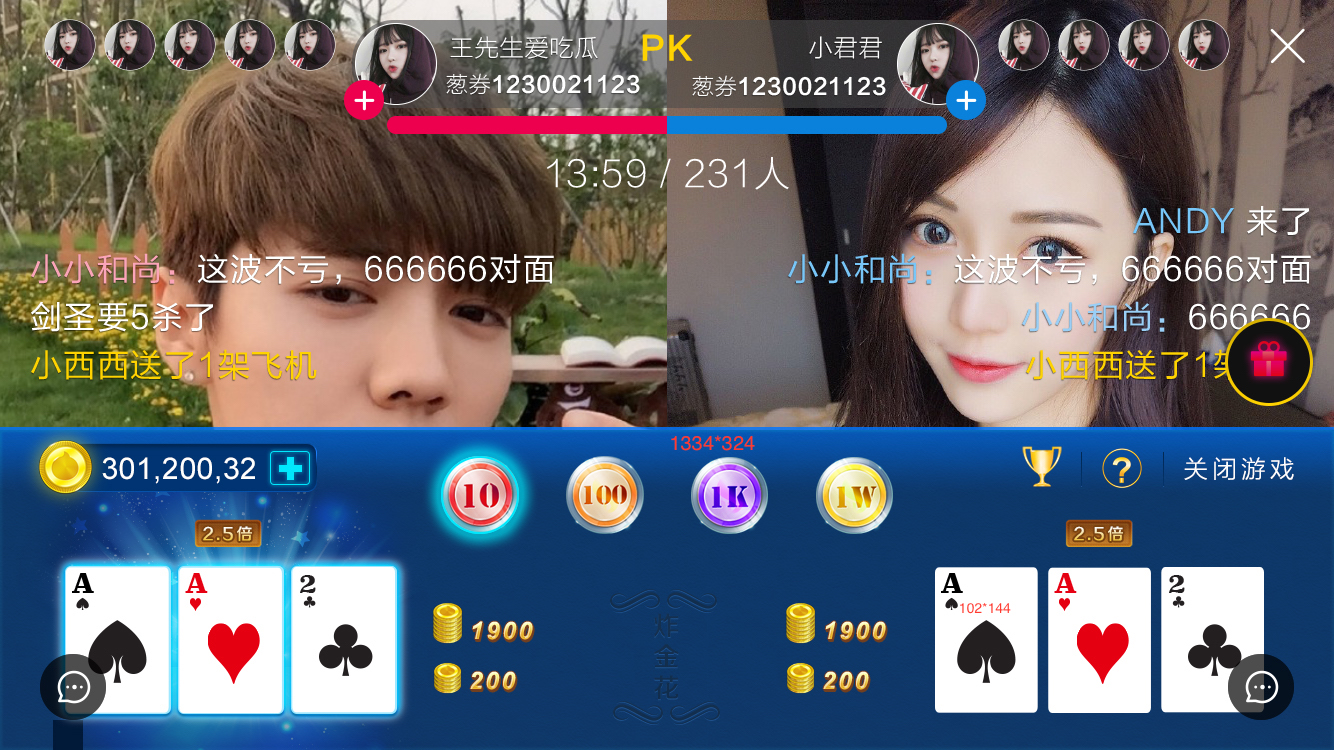 王先生爱吃瓜
葱券1230021123
PK
小君君
葱券1230021123
13:59 / 231人
小小和尚：这波不亏，666666对面
剑圣要5杀了
小西西送了1架飞机
ANDY 来了
小小和尚：这波不亏，666666对面
小小和尚：666666
小西西送了1架
1334*324
301,200,32
10
100
1K
1W
?
关闭游戏
2.5倍
2.5倍
A
A
2
1900
200
炸
金
花
1900
200
A
102*144
A
2